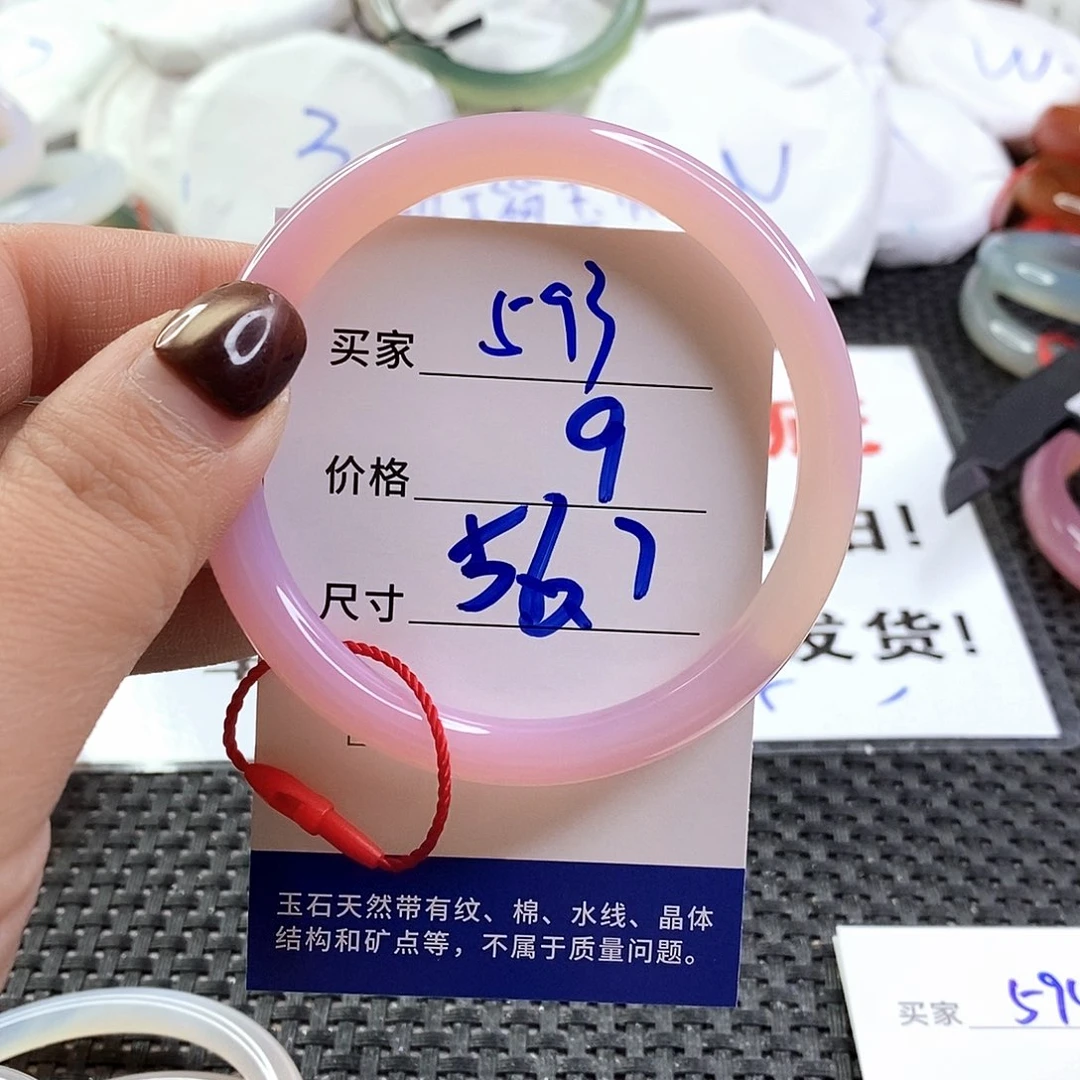 3
W
W
买家 593
价格 9
尺寸 567
日!
发货!
玉石天然带有纹、棉、水线、晶体
结构和矿点等，不属于质量问题。
买家 594